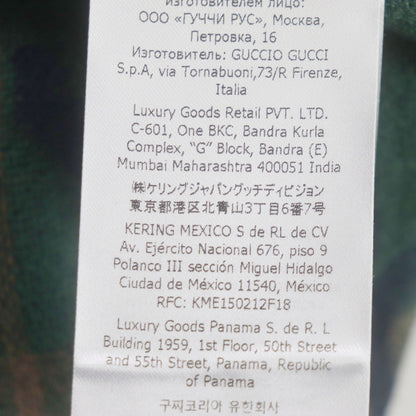 изготовителем лицо:
ООО «ГУЧЧИ РУС», Москва,
Петровка, 16
Изготовитель: GUCCIO GUCCI
S.p.A, via Tornabuoni,73/R Firenze,
Italia
Luxury Goods Retail PVT. LTD.
C-601, One BKC, Bandra Kurla
Complex, “G” Block, Bandra (E)
Mumbai Maharashtra 400051 India
㈱ケリングジャパングッチディビジョン
東京都港区北青山3丁目6番7号
KERING MEXICO S de RL de CV
Av. Ejército Nacional 676, piso 9
Polanco III sección Miguel Hidalgo
Ciudad de México 11540, México
RFC: KME150212F18
Luxury Goods Panama S. de R. L
Building 1959, 1st Floor, 50th Street
and 55th Street, Panama, Republic
of Panama
구찌코리아 유한회사